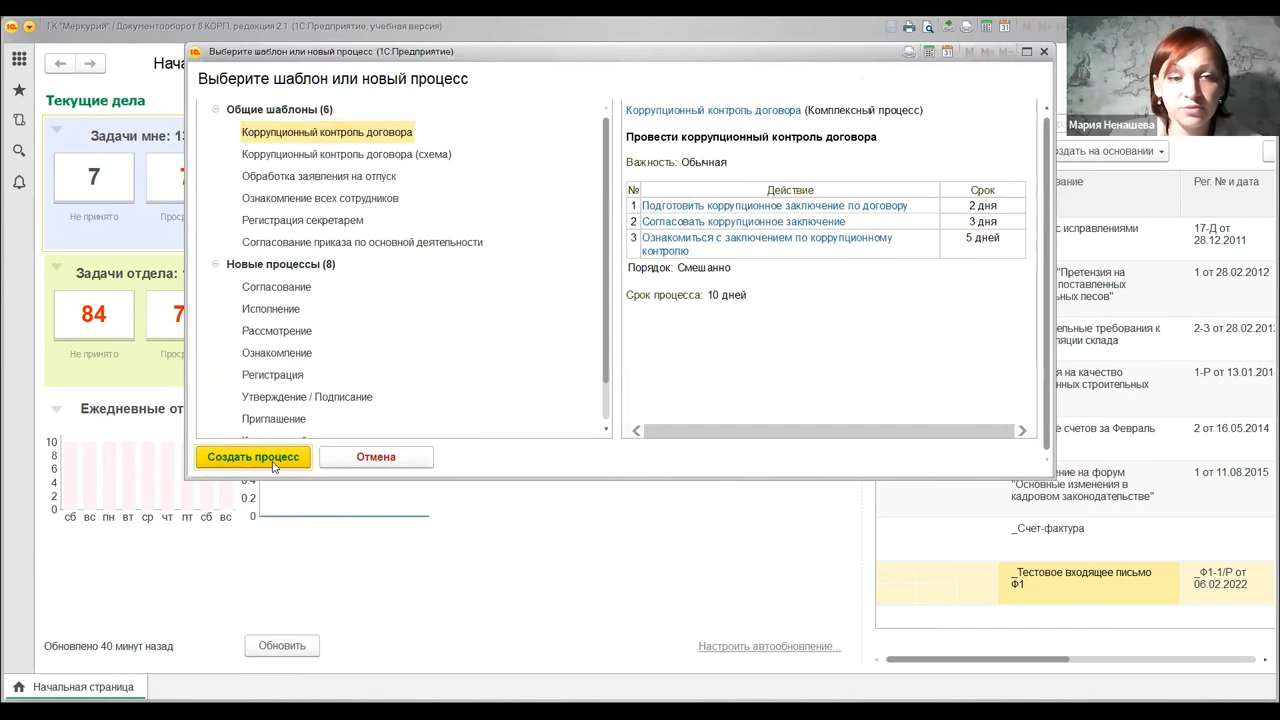 ГК "Меркурий" / Документооборот 8 КОРП, редакция 2.1 (1С:Предприятие, учебная версия)
Выберите шаблон или новый процесс (1С:Предприятие)
Выберите шаблон или новый процесс
Общие шаблоны (6)
Коррупционный контроль договора
Коррупционный контроль договора (схема)
Обработка заявления на отпуск
Ознакомление всех сотрудников
Регистрация секретарем
Согласование приказа по основной деятельности
Новые процессы (8)
Согласование
Исполнение
Рассмотрение
Ознакомление
Регистрация
Утверждение / Подписание
Приглашение
Создать процесс
Отмена
Коррупционный контроль договора (Комплексный процесс)
Провести коррупционный контроль договора
Важность: Обычная
№ Действие Срок
1 Подготовить коррупционное заключение по договору 2 дня
2 Согласовать коррупционное заключение 3 дня
3 Ознакомиться с заключением по коррупционному 5 дней
контролю
Порядок: Смешанно
Срок процесса: 10 дней
Мария Ненашева
Нача
Текущие дела
Задачи мне: 1
7
Не принято
Прос
Задачи отдела: 1
84
7
Не принято
Прос
Ежедневные от
10
8
6
4
2
0
сб вс пн вт ср чт пт сб вс
0.2
0
Обновлено 40 минут назад
Обновить
Настроить автообновление...
оздать на основании
вание
Рег. № и дата
с исправлениями
17-Д от
28.12.2011
"Претензия на
поставленных
ьных песов"
1 от 28.02.2012
тельные требования к
ляции склада
2-3 от 28.02.2012
я на качество
нных строительных
1-Р от 13.01.201
е счетов за Февраль
2 от 16.05.2014
ение на форум
"Основные изменения в
кадровом законодательстве"
1 от 11.08.2015
_Счет-фактура
_Тестовое входящее письмо
Ф1
_Ф1-1/Р от
06.02.2022
Начальная страница